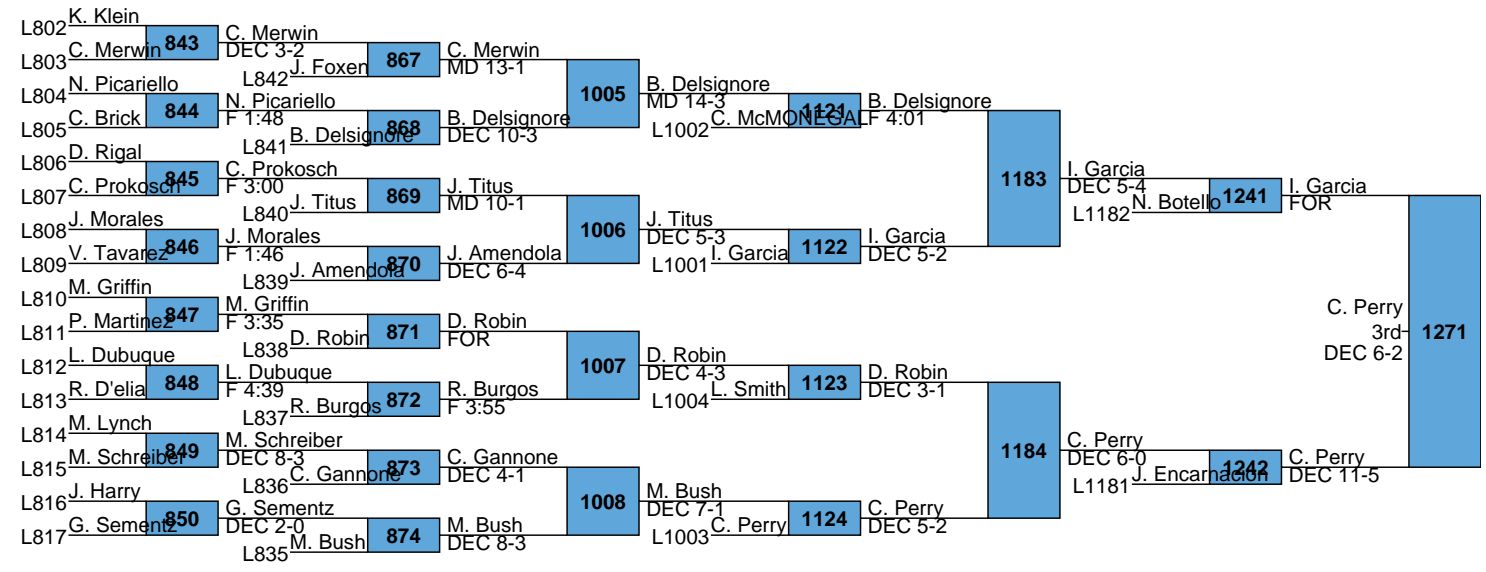 L802 K. Klein
L803 C. Merwin
843
C. Merwin
DEC 3-2
L804 N. Picariello
L805 C. Brick
844
N. Picariello
F 1:48
L806 D. Rigal
L807 C. Prokosch
845
C. Prokosch
F 3:00
L808 J. Morales
L809 V. Tavarez
846
J. Morales
F 1:46
L810 M. Griffin
L811 P. Martinez
847
M. Griffin
F 3:35
L812 L. Dubuque
L813 R. D'elia
848
L. Dubuque
F 4:39
L814 M. Lynch
L815 M. Schreiber
849
M. Schreiber
DEC 8-3
L816 J. Harry
L817 G. Sementz
850
G. Sementz
DEC 2-0
L842 J. Foxen
867
C. Merwin
MD 13-1
L841 B. Delsignore
868
B. Delsignore
DEC 10-3
L840 J. Titus
869
J. Titus
MD 10-1
L839 J. Amendola
870
J. Amendola
DEC 6-4
L838 D. Robin
871
D. Robin
FOR
L837 R. Burgos
872
R. Burgos
F 3:55
L836 C. Gannone
873
C. Gannone
DEC 4-1
L835 M. Bush
874
M. Bush
DEC 8-3
1005
B. Delsignore
MD 14-3
1006
J. Titus
DEC 5-3
1007
D. Robin
DEC 4-3
1008
M. Bush
DEC 7-1
L1002 C. McMONEGAL
1121
B. Delsignore
F 4:01
L1001 I. Garcia
1122
I. Garcia
DEC 5-2
L1004 L. Smith
1123
D. Robin
DEC 3-1
L1003 C. Perry
1124
C. Perry
DEC 5-2
1183
I. Garcia
DEC 5-4
1184
C. Perry
DEC 6-0
L1182 N. Botello
1241
I. Garcia
FOR
L1181 J. Encarnacion
1242
C. Perry
DEC 11-5
1271
C. Perry
3rd
DEC 6-2